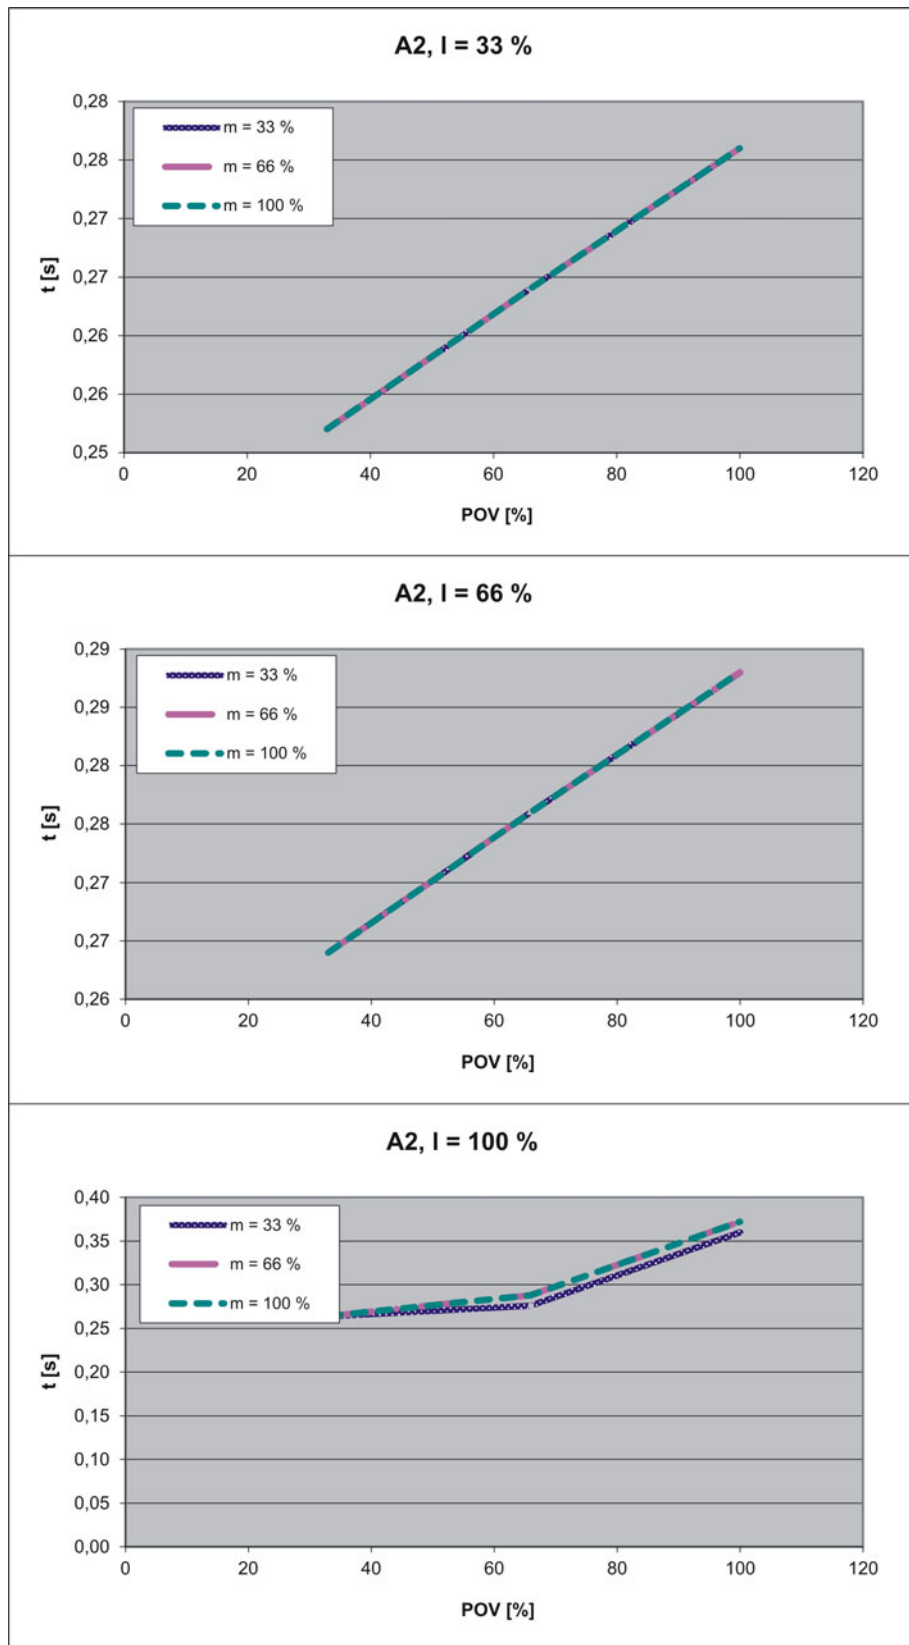 A2, l = 33 %
0,28
m = 33 %
0,28
m = 66 %
m = 100 %
0,27
0,27
0,26
0,26
0,25
t [s]
0 20 40 60 80 100 120
POV [%]
A2, l = 66 %
0,29
m = 33 %
0,29
m = 66 %
m = 100 %
0,28
0,28
0,27
0,27
0,26
t [s]
0 20 40 60 80 100 120
POV [%]
A2, l = 100 %
0,40
m = 33 %
0,35
m = 66 %
0,30
m = 100 %
0,25
0,20
0,15
0,10
0,05
0,00
t [s]
0 20 40 60 80 100 120
POV [%]